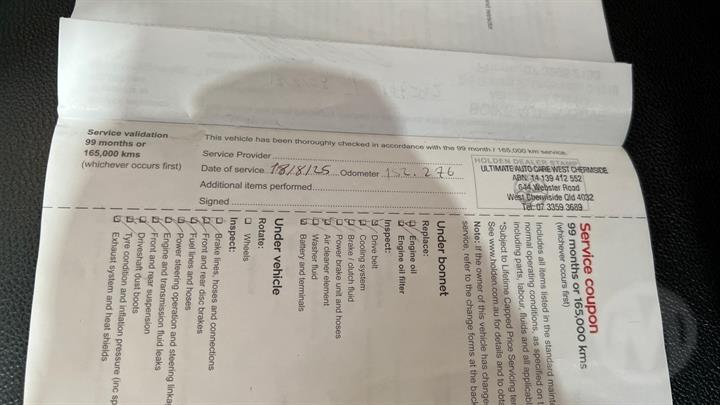 Service validation
99 months or
165,000 kms
(whichever occurs first)
This vehicle has been thoroughly checked in accordance with the 99 month / 165,000 km service.
Service Provider
Date of service 18/8/25 Odometer 152.276
Additional items performed
Signed
HOLDEN DEALER STAMP
ULTIMATE AUTO CARE WEST CHERMSIDE
ABN: 14 139 412 552
644 Webster Road
West Chermside Qld 4032
Tel: 07 3359 3689
Service coupon
99 months or 165,000 kms
(whichever occurs first)
Includes all items listed in the standard
normal operating conditions, as specified on
including parts, labour, fluids and all
*Subject to Lifetime Capped Price Servicing
See www.holden.com.au for details and to
Note: If the owner of this vehicle has
service, refer to the change forms at the back
Under bonnet
Replace:
Engine oil
Engine oil filter
Inspect:
Drive belt
Cooling system
Brake / clutch fluid
Power brake unit and hoses
Air cleaner element
Washer fluid
Battery and terminals
Under vehicle
Rotate:
Wheels
Inspect:
Brake lines, hoses and connections
Front and rear disc brakes
Fuel lines and hoses
Power steering operation and steering
Engine and transmission fluid leaks
Front and rear suspension
Driveshaft dust boots
Tyre condition and inflation pressure (inc
Exhaust system and heat shields